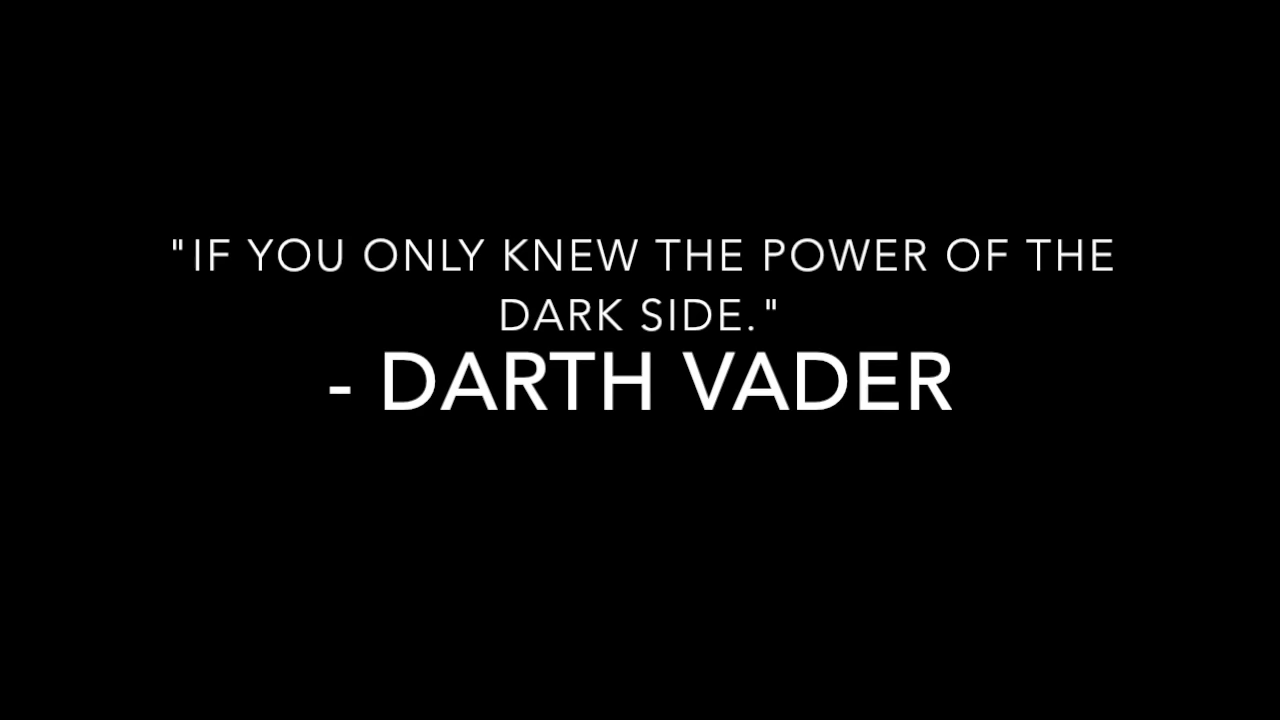 "IF YOU ONLY KNEW THE POWER OF THE
DARK SIDE."
- DARTH VADER